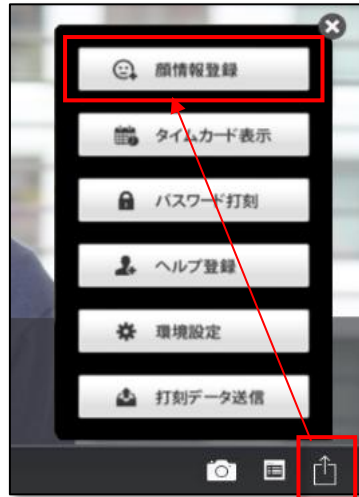 顔情報登録
タイムカード表示
パスワード打刻
ヘルプ登録
環境設定
打刻データ送信